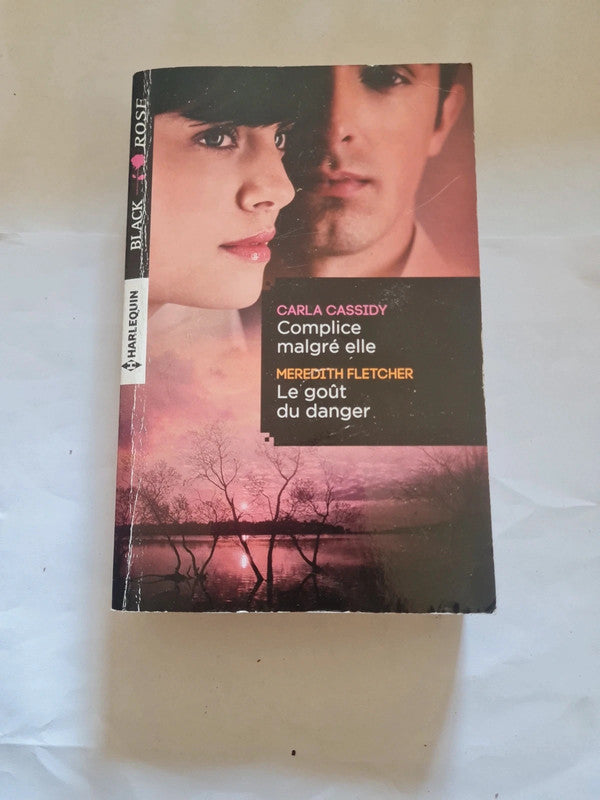 BLACK ROSE
HARLEQUIN
CARLA CASSIDY
Complice
malgré elle
MEREDITH FLETCHER
Le goût
du danger